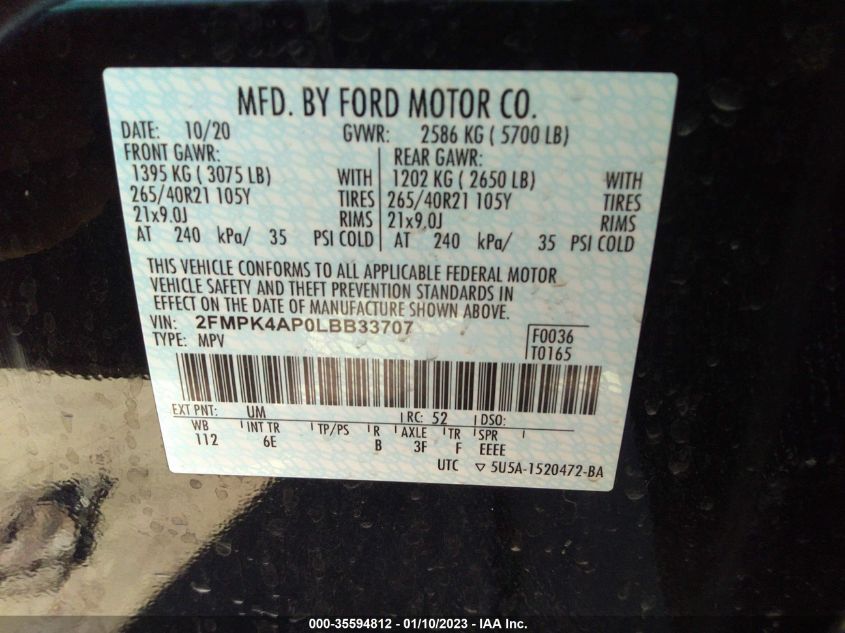 MFD. BY FORD MOTOR CO.
DATE: 10/20 GVWR: 2586 KG ( 5700 LB)
FRONT GAWR: REAR GAWR:
1395 KG ( 3075 LB) WITH 1202 KG ( 2650 LB) WITH
265/40R21 105Y TIRES 265/40R21 105Y TIRES
21x9.0J RIMS 21x9.0J RIMS
AT 240 kPa/ 35 PSI COLD AT 240 kPa/ 35 PSI COLD
THIS VEHICLE CONFORMS TO ALL APPLICABLE FEDERAL MOTOR
VEHICLE SAFETY AND THEFT PREVENTION STANDARDS IN
EFFECT ON THE DATE OF MANUFACTURE SHOWN ABOVE.
VIN: 2FMPK4AP0LBB33707 F0036
TYPE: MPV T0165
EXT PNT: UM RC: 52 DSO:
WB INT TR TP/PS R AXLE TR SPR
112 6E B 3F F EEEE
UTC ▽ 5U5A-1520472-BA
000-35594812 - 01/10/2023 - IAA Inc.